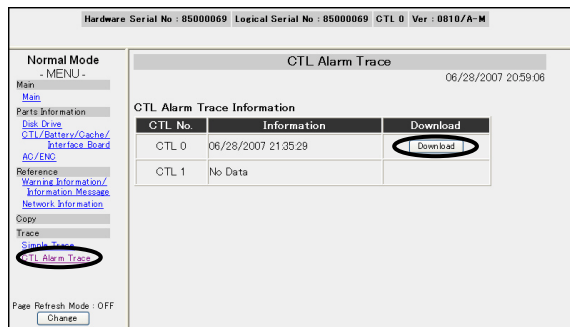 Hardware Serial No : 85000069 Logical Serial No : 85000069 CTL 0 Ver : 0810/A-M
Normal Mode
- MENU -
Main
Main
Parts Information
Disk Drive
CTL/Battery/Cache/
Interface Board
AC/ENC
Reference
Warning Information/
Information Message
Network Information
Copy
Trace
Simple Trace
CTL Alarm Trace
Page Refresh Mode : OFF
Change
CTL Alarm Trace
06/28/2007 20:59:06
CTL Alarm Trace Information
CTL No. Information Download
CTL 0 06/28/2007 21:35:29 Download
CTL 1 No Data